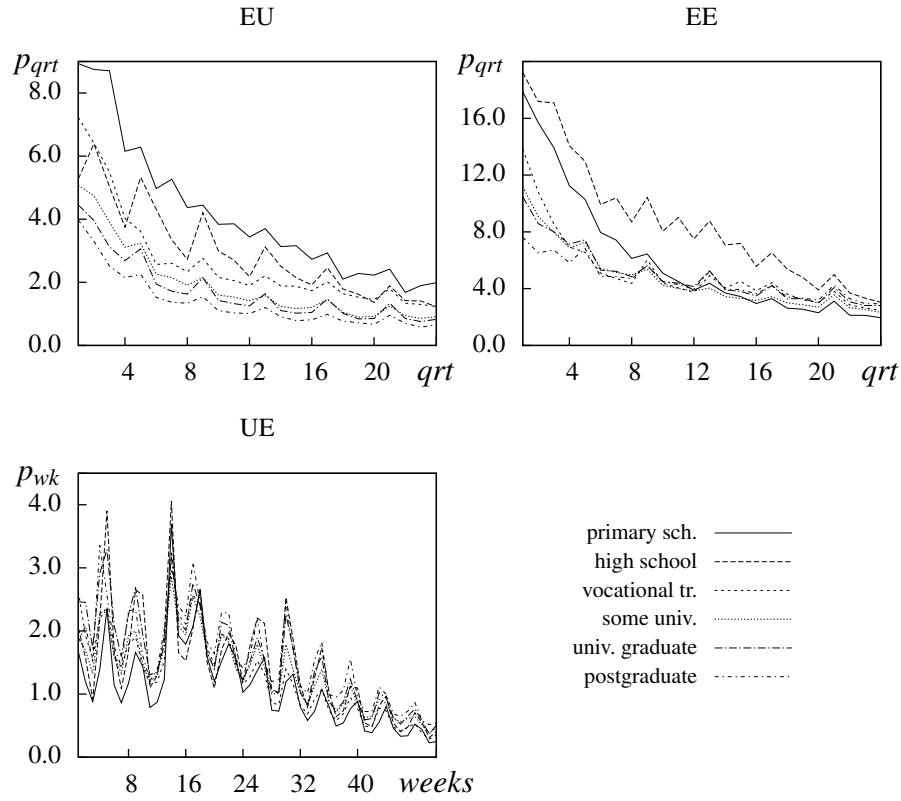 EU
p_qrt
8.0
6.0
4.0
2.0
0.0
4 8 12 16 20 qrt
EE
p_qrt
16.0
12.0
8.0
4.0
0.0
4 8 12 16 20 qrt
UE
p_wk
4.0
3.0
2.0
1.0
0.0
8 16 24 32 40 weeks
primary sch.
high school
vocational tr.
some univ.
univ. graduate
postgraduate